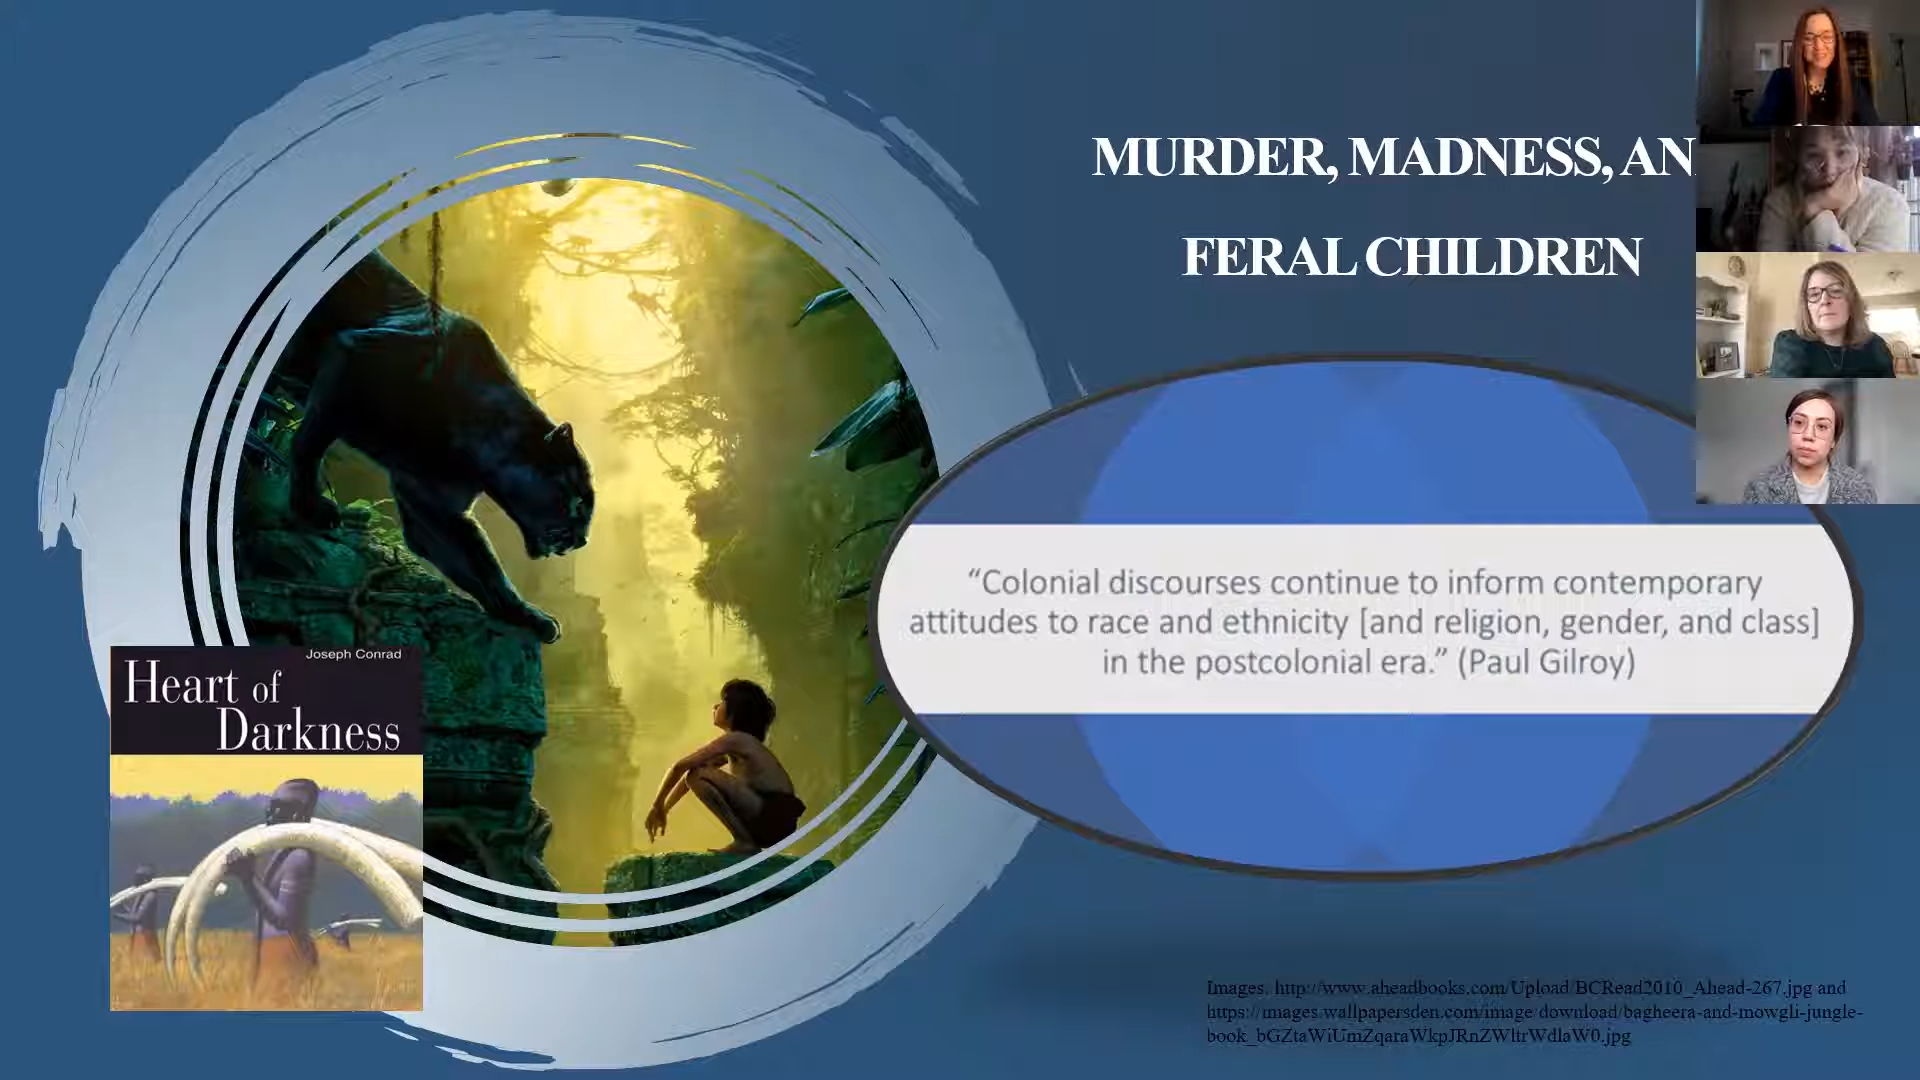 MURDER, MADNESS, AN
FERAL CHILDREN
“Colonial discourses continue to inform contemporary
attitudes to race and ethnicity [and religion, gender, and class]
in the postcolonial era.” (Paul Gilroy)
Joseph Conrad
Heart of
Darkness
Images. http://www.aheadbooks.com/Upload/BCRead2010_Ahead-267.jpg and
https://images.wallpapersden.com/image/download/bagheera-and-mowgli-jungle-
book_bGZtaWiUmZqaraWkpJRnZWltrWdlaW0.jpg